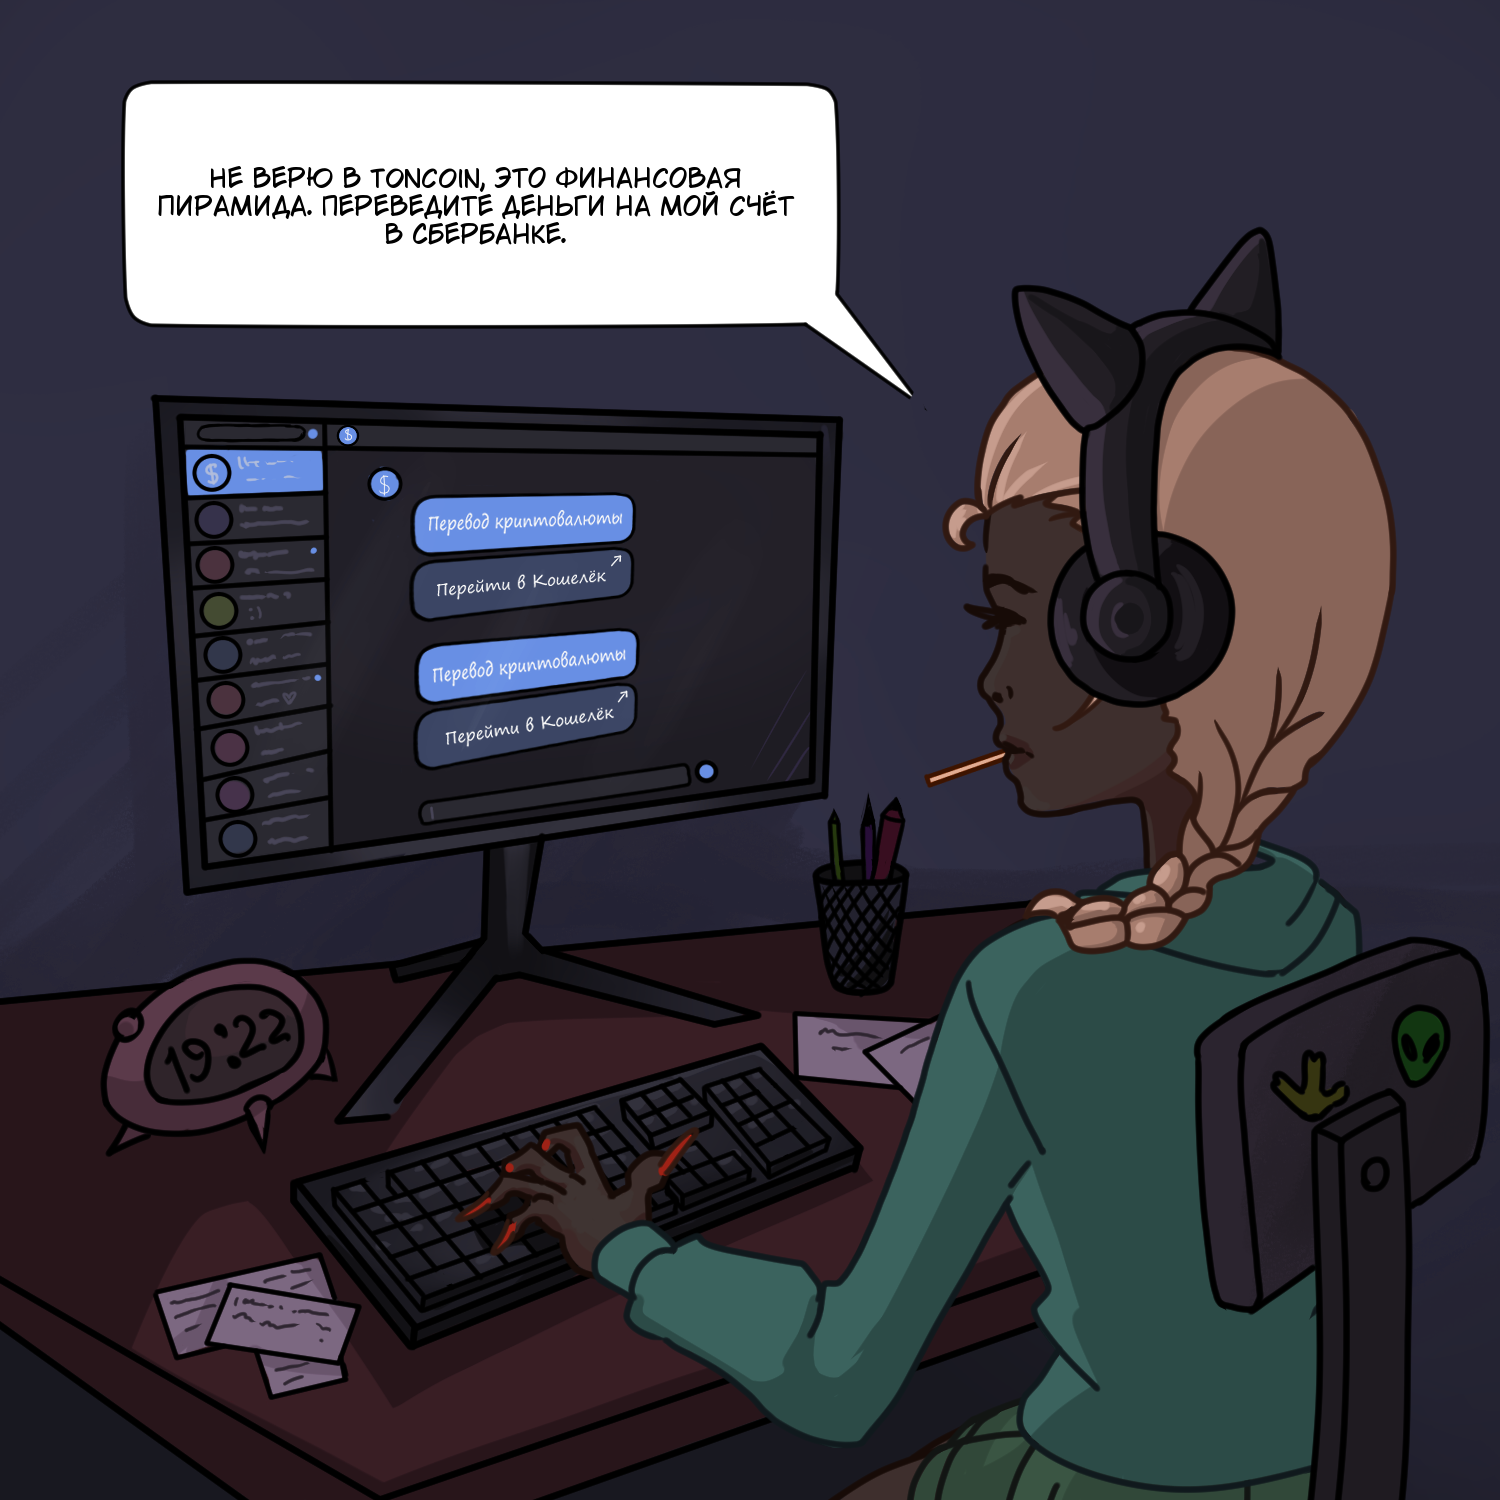 НЕ ВЕРЮ В TONCOIN, ЭТО ФИНАНСОВАЯ
ПИРАМИДА. ПЕРЕВЕДИТЕ ДЕНЬГИ НА МОЙ СЧЁТ
В СБЕРБАНКЕ.
$
$
$
Перевод криптовалюты
Перейти в Кошелёк
:)
Перевод криптовалюты
Перейти в Кошелёк
19:22